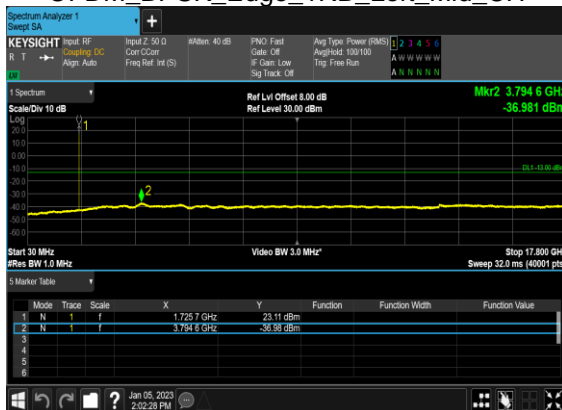 Spectrum Analyzer 1
Swept SA
+
KEYSIGHT Input: RF Input Z: 50 Ω #Atten: 40 dB PNO: Fast Avg Type: Power (RMS) 1 2 3 4 5 6
R T Coupling: DC Corr CCorr Gate: Off Avg|Hold: 100/100 A W W W W W
Align: Auto Freq Ref: Int (S) IF Gain: Low Trig: Free Run A N N N N N
LW Sig Track: Off
1 Spectrum Ref Lvl Offset 8.00 dB Mkr2 3.794 6 GHz
Scale/Div 10 dB Ref Level 30.00 dBm -36.981 dBm
Log
20.0 1
10.0
0.00
-10.0 DL1 -13.00 dBm
-20.0
-30.0 2
-40.0
-50.0
-60.0
Start 30 MHz Video BW 3.0 MHz* Stop 17.800 GHz
#Res BW 1.0 MHz Sweep 32.0 ms (40001 pts)
5 Marker Table
Mode Trace Scale X Y Function Function Width Function Value
1 N 1 f 1.725 7 GHz 23.11 dBm
2 N 1 f 3.794 6 GHz -36.98 dBm
3
4
5
6
? Jan 05, 2023
2:02:28 PM